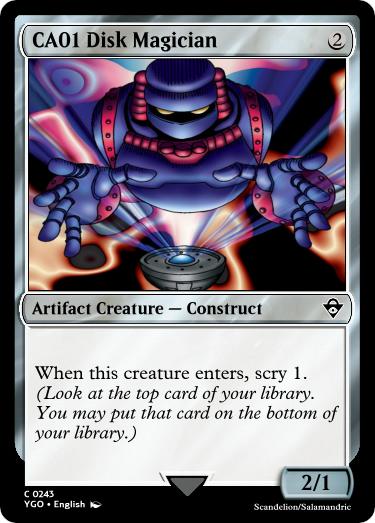 CA01 Disk Magician 2
Artifact Creature — Construct
When this creature enters, scry 1.
(Look at the top card of your library.
You may put that card on the bottom of
your library.)
2/1
C 0243
YGO • English
Scandelion/Salamandric